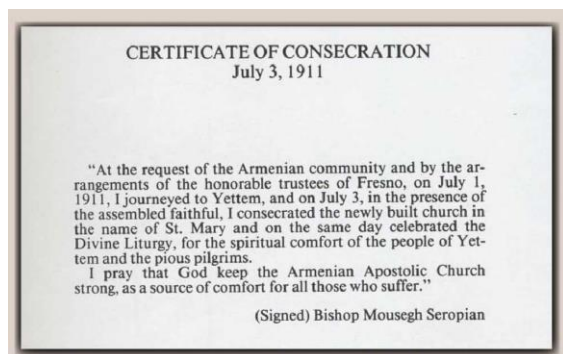 CERTIFICATE OF CONSECRATION
July 3, 1911
“At the request of the Armenian community and by the ar-
rangements of the honorable trustees of Fresno, on July 1,
1911, I journeyed to Yettem, and on July 3, in the presence of
the assembled faithful, I consecrated the newly built church in
the name of St. Mary and on the same day celebrated the
Divine Liturgy, for the spiritual comfort of the people of Yet-
tem and the pious pilgrims.
I pray that God keep the Armenian Apostolic Church
strong, as a source of comfort for all those who suffer.”
(Signed) Bishop Mousegh Seropian